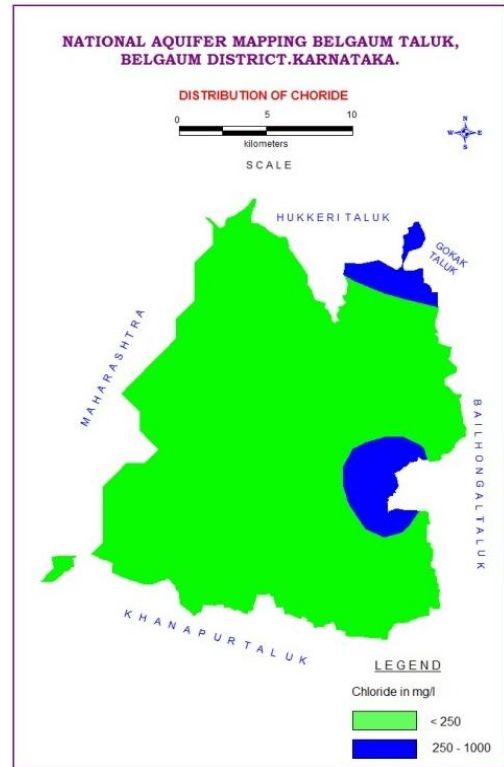 NATIONAL AQUIFER MAPPING BELGAUM TALUK,
BELGAUM DISTRICT.KARNATAKA.
DISTRIBUTION OF CHORIDE
0 5 10
kilometers
SCALE
N
W E
S
HUKKERI TALUK
GOKAK
TALUK
MAHARASHTRA
BAILHONGAL TALUK
KHANAPUR TALUK
LEGEND
Chloride in mg/l
< 250
250 - 1000